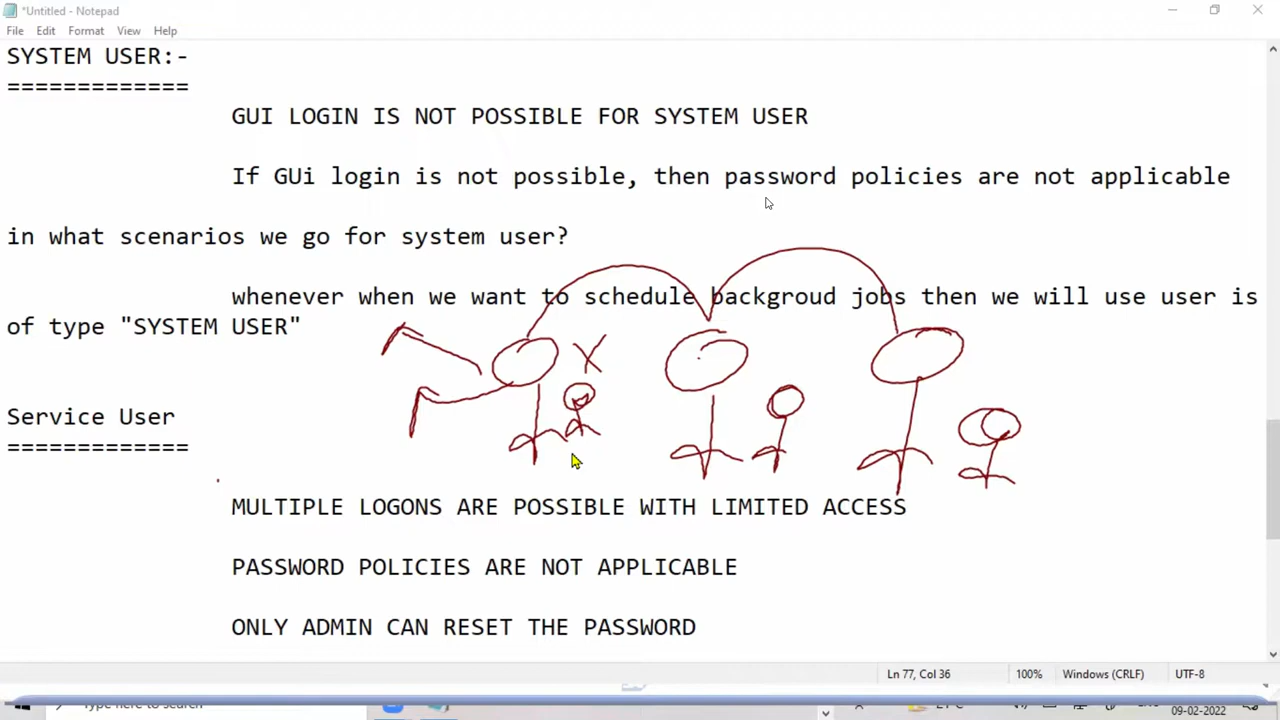 *Untitled - Notepad
File Edit Format View Help
SYSTEM USER:-
=============
GUI LOGIN IS NOT POSSIBLE FOR SYSTEM USER
If GUi login is not possible, then password policies are not applicable
in what scenarios we go for system user?
whenever when we want to schedule backgroud jobs then we will use user is
of type "SYSTEM USER"
X
Service User
=============
.
MULTIPLE LOGONS ARE POSSIBLE WITH LIMITED ACCESS
PASSWORD POLICIES ARE NOT APPLICABLE
ONLY ADMIN CAN RESET THE PASSWORD
Ln 77, Col 36 100% Windows (CRLF) UTF-8
Type here to search
09-02-2022